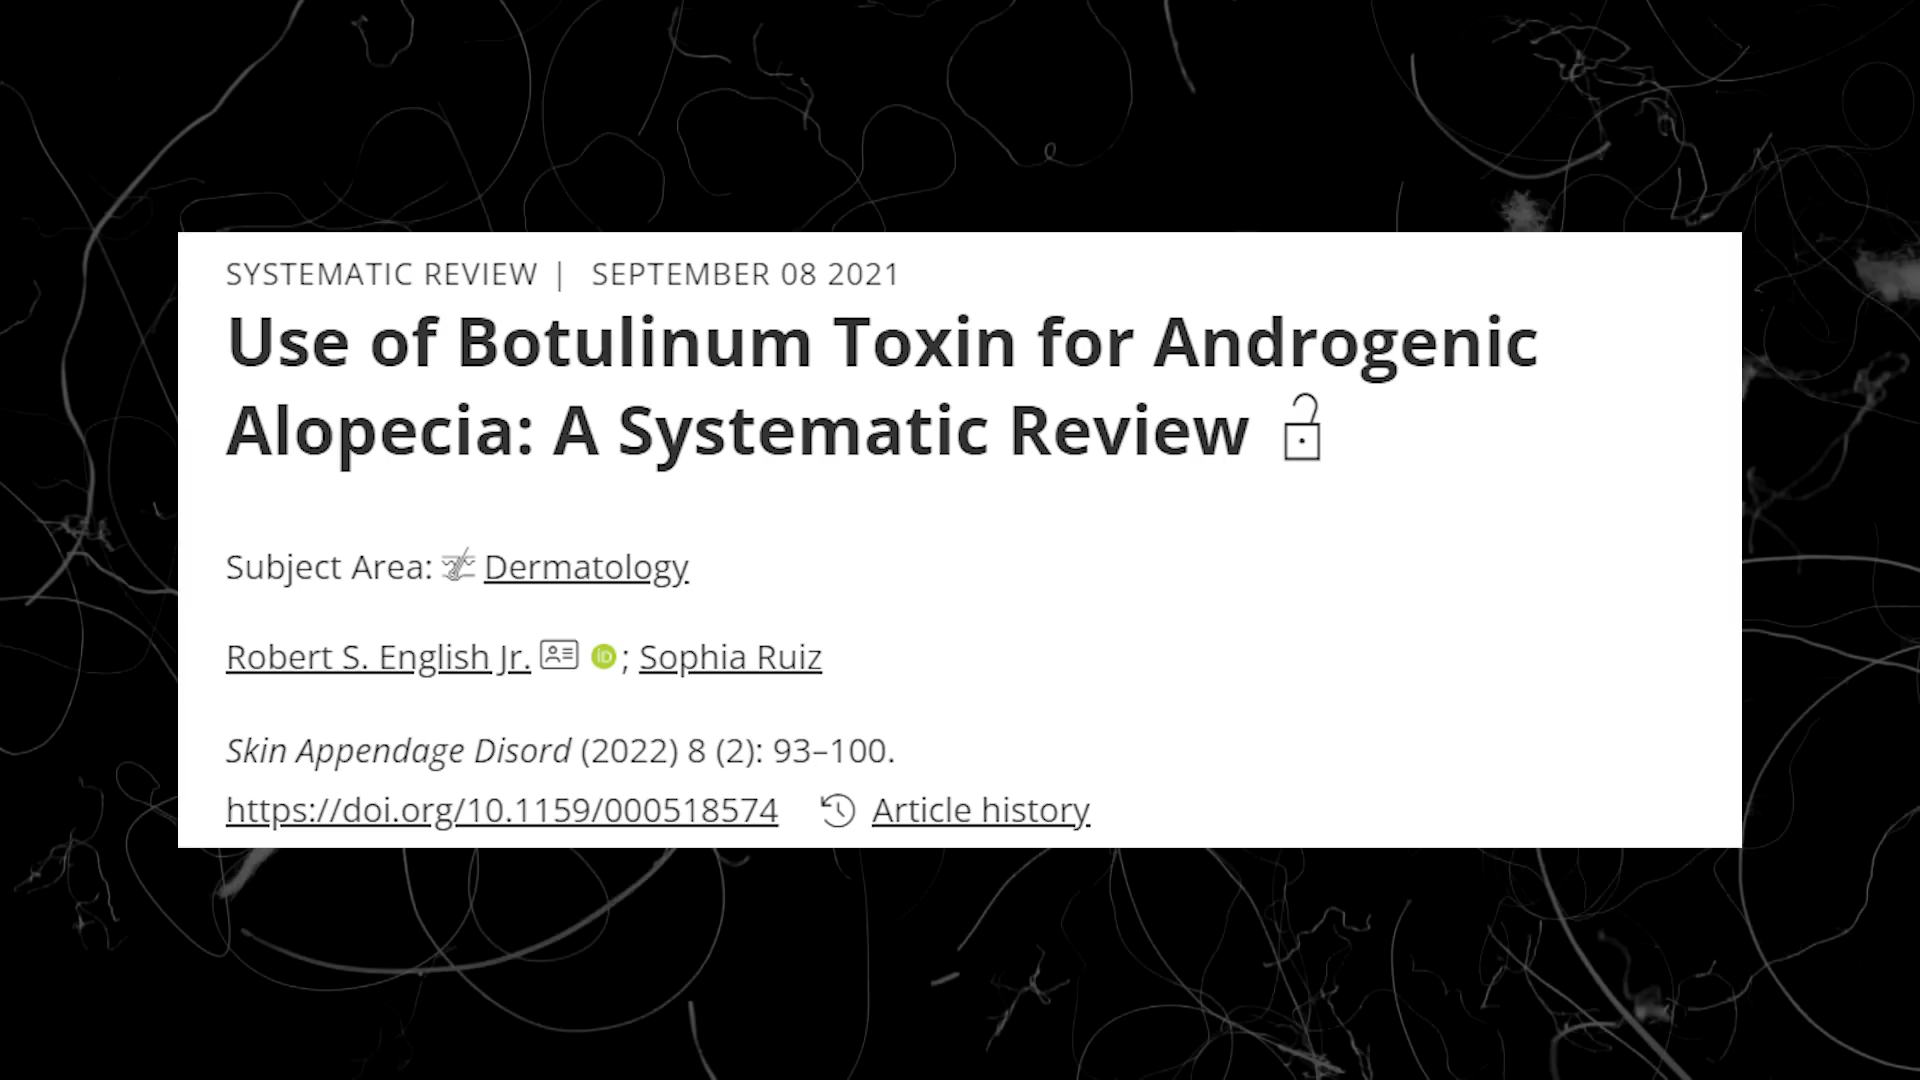 SYSTEMATIC REVIEW | SEPTEMBER 08 2021
Use of Botulinum Toxin for Androgenic
Alopecia: A Systematic Review
Subject Area: Dermatology
Robert S. English Jr. iD ; Sophia Ruiz
Skin Appendage Disord (2022) 8 (2): 93–100.
https://doi.org/10.1159/000518574 Article history